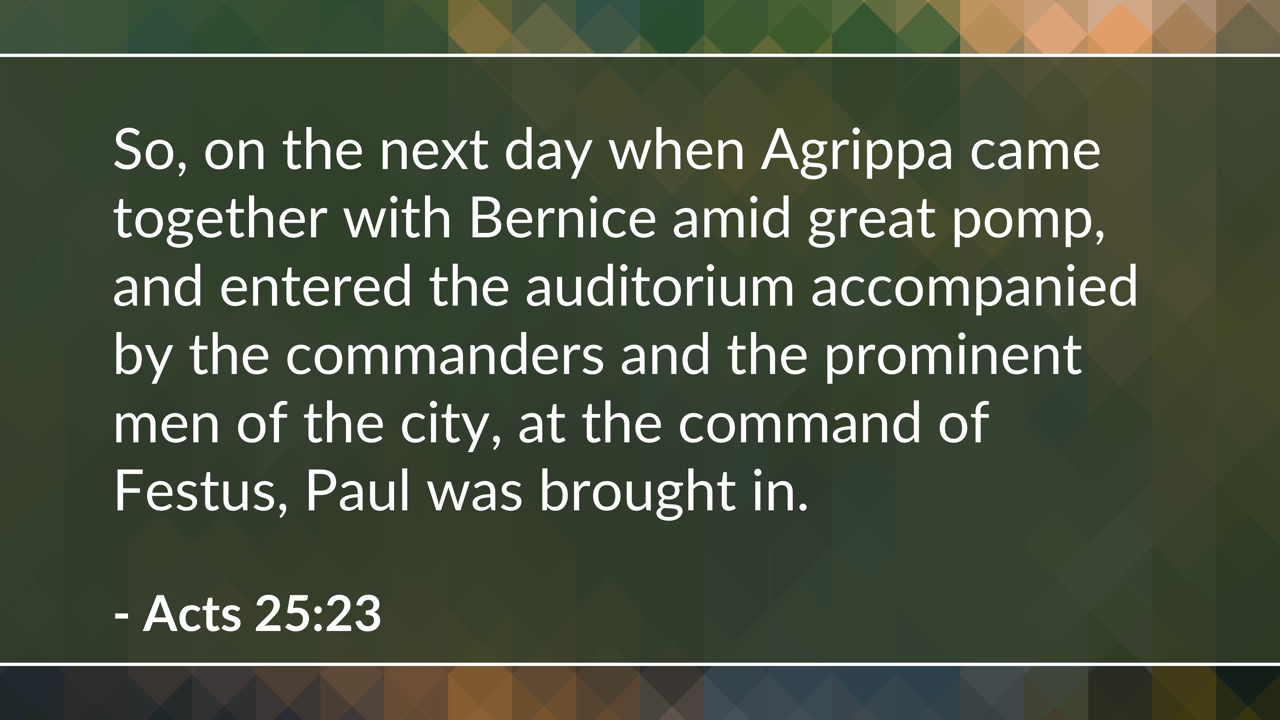 So, on the next day when Agrippa came
together with Bernice amid great pomp,
and entered the auditorium accompanied
by the commanders and the prominent
men of the city, at the command of
Festus, Paul was brought in.
- Acts 25:23